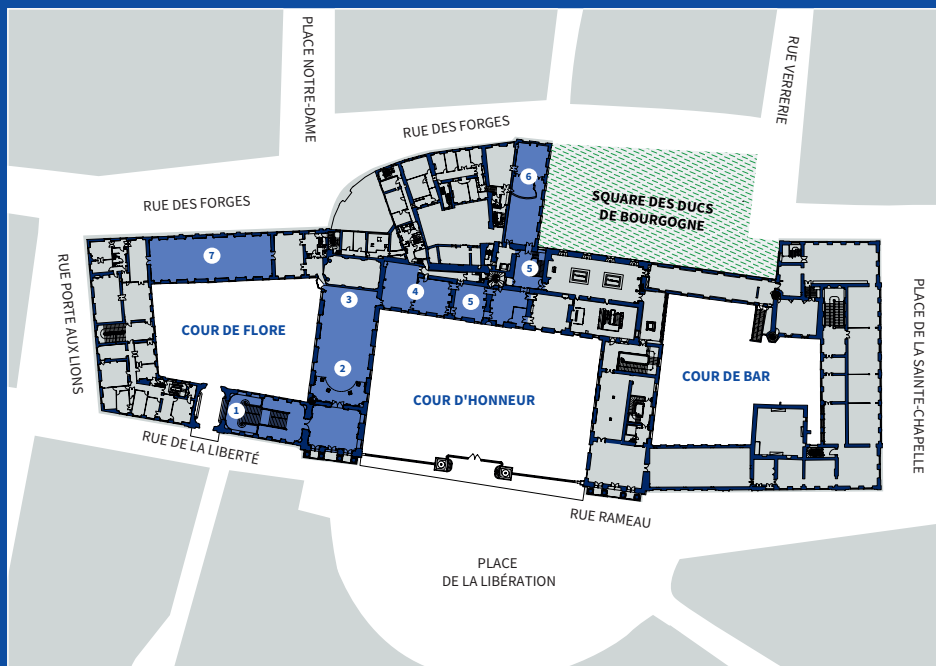 PLACE NOTRE-DAME
RUE VERRERIE
RUE DES FORGES
RUE DES FORGES
6
SQUARE DES DUCS
DE BOURGOGNE
7
5
4
3
5
RUE PORTE AUX LIONS
COUR DE FLORE
PLACE DE LA SAINTE-CHAPELLE
2
COUR DE BAR
COUR D'HONNEUR
1
RUE DE LA LIBERTÉ
RUE RAMEAU
PLACE
DE LA LIBÉRATION